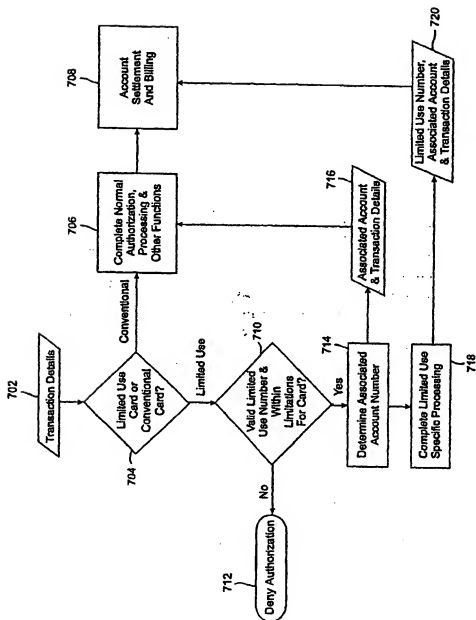 702
Transaction Details
Limited Use
Card or
Conventional
Card?
704
Conventional
Complete Normal
Authorization,
Processing &
Other Functions
706
Account
Settlement
And Billing
708
Limited Use
710
Valid Limited
Use Number &
Within
Limitations
For Card?
No
Deny Authorization
712
Yes
714
Determine Associated
Account Number
716
Associated Account
& Transaction Details
Complete Limited Use
Specific Processing
718
720
Limited Use Number,
Associated Account
& Transaction Details